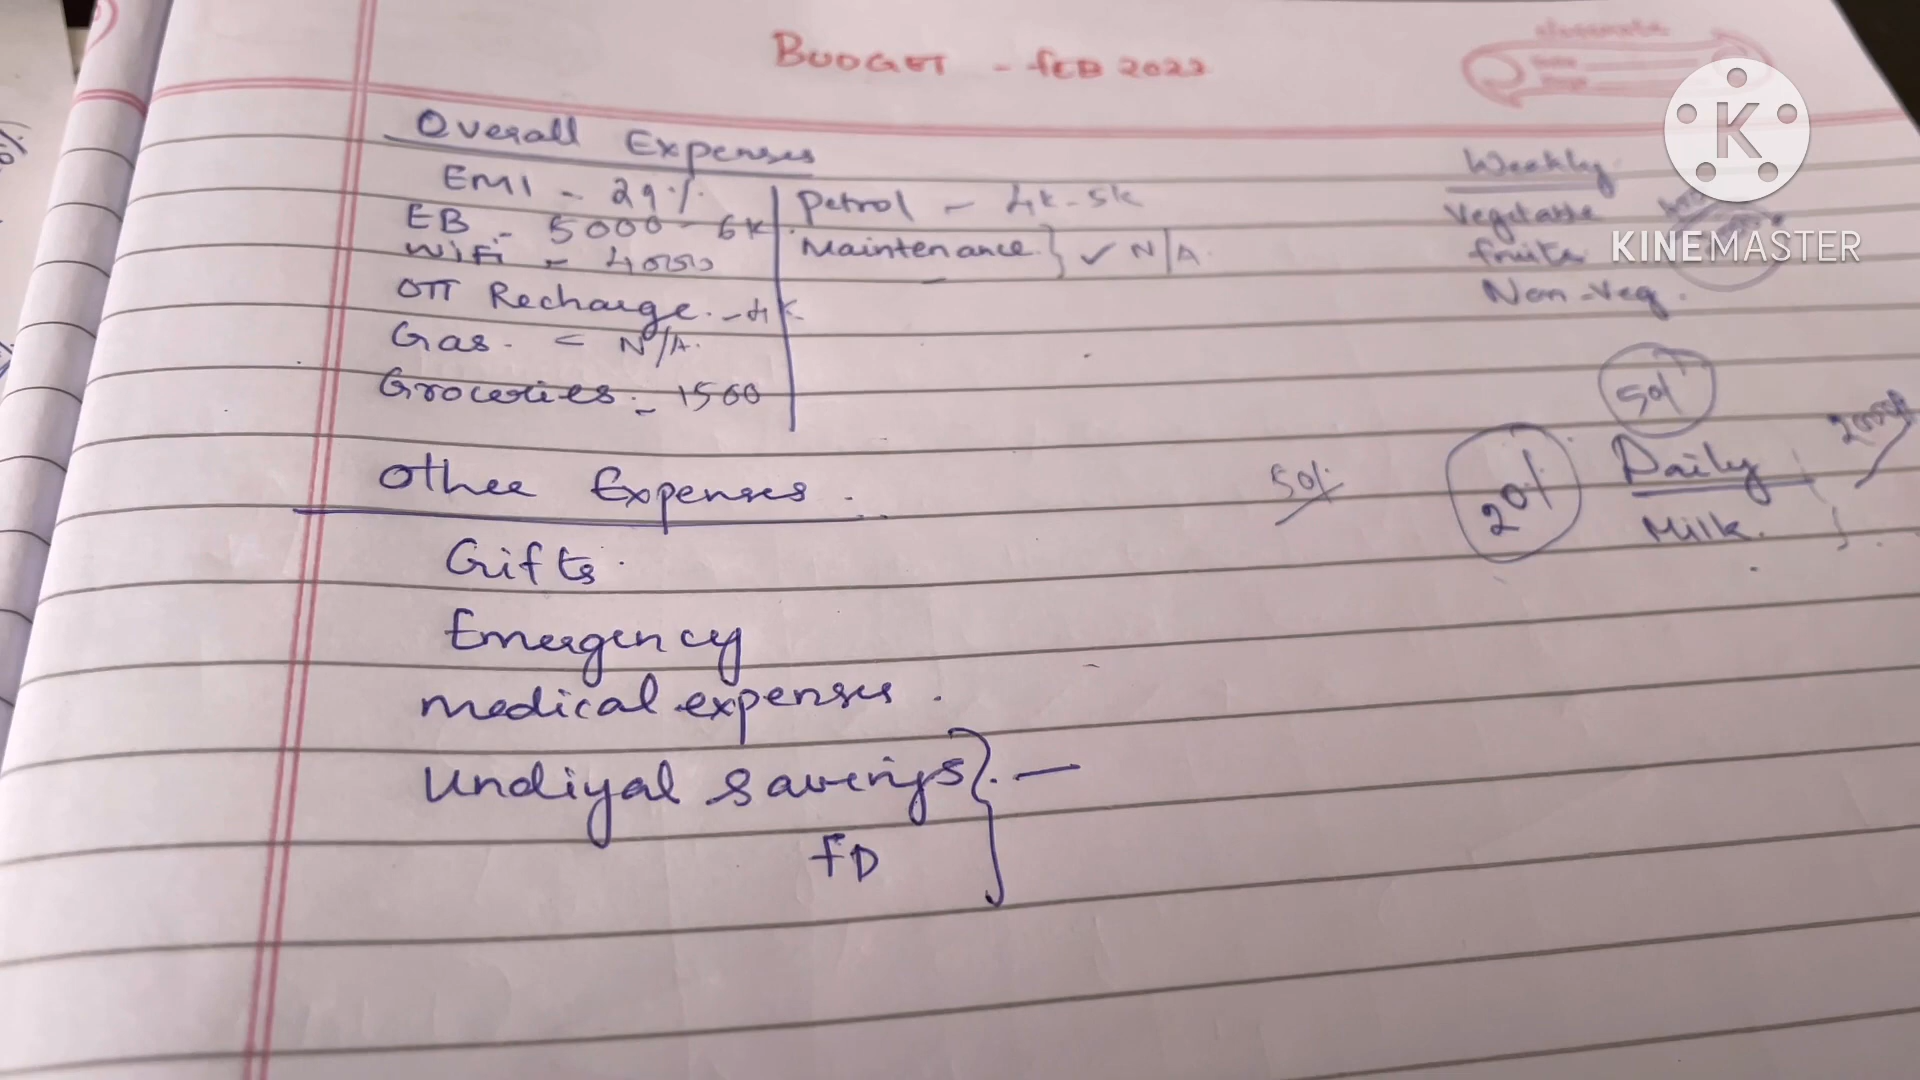 BUDGET - FEB 2022
Overall Expenses
EMI - 29%
EB - 5000 - 6K
WiFi - 4000
OTT Recharge - 4K
Gas - N/A.
Groceries - 1500
Petrol - 4K-5K
Maintenance } ✓ N/A.
Weekly
Vegetable
fruits
Non-veg.
KINEMASTER
K
50%
20%
Daily
Milk.
Other Expenses.
Gifts.
Emergency
medical expenses.
Undiyal savings } -
FD